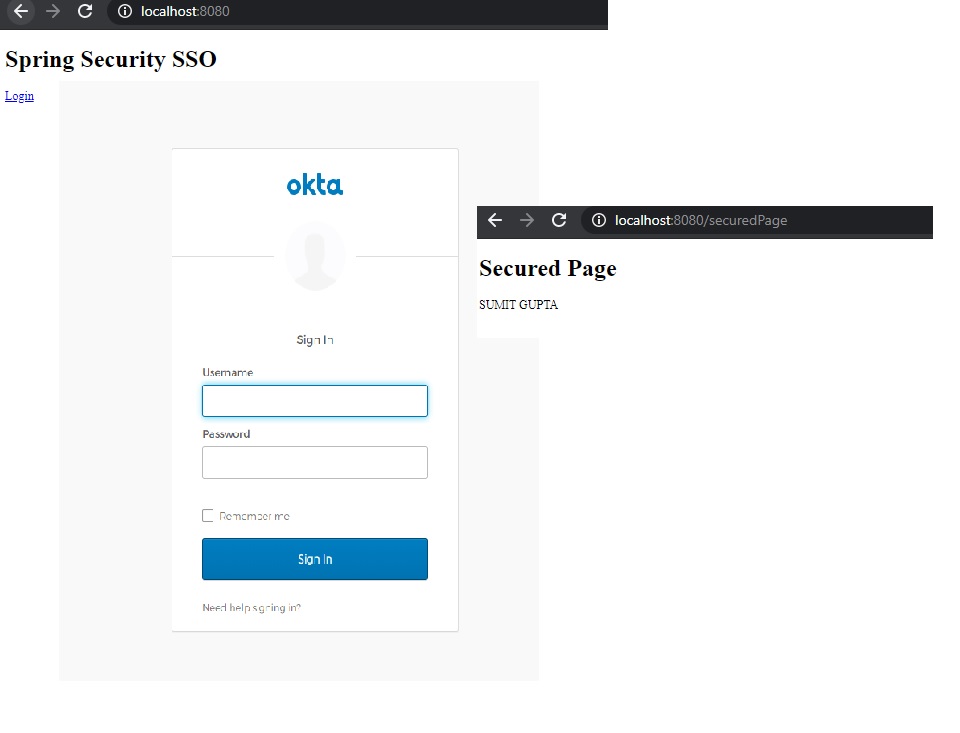 localhost:8080
Spring Security SSO
Login
okta
localhost:8080/securedPage
Secured Page
SUMIT GUPTA
Sign In
Username
Password
Remember me
Sign In
Need help signing in?